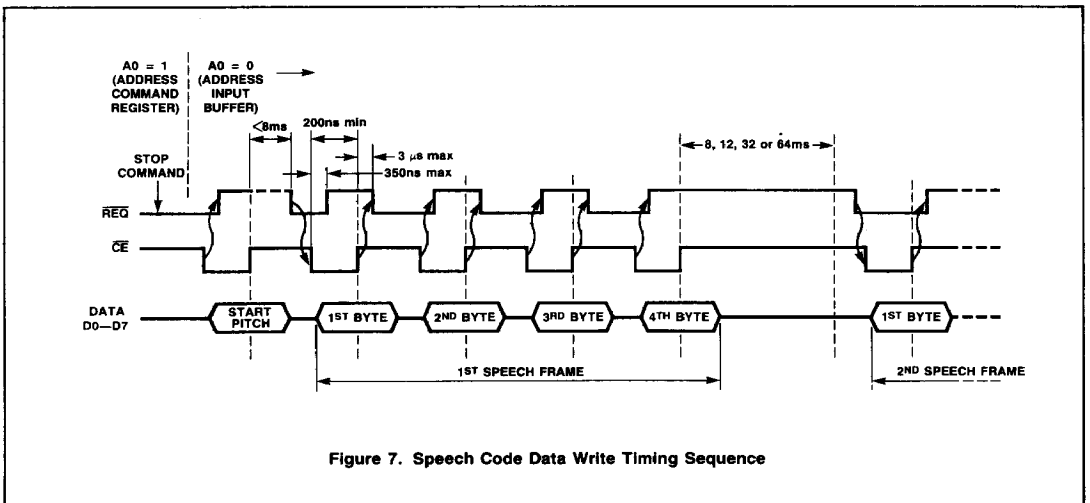 A0 = 1
(ADDRESS
COMMAND
REGISTER)
A0 = 0
(ADDRESS
INPUT
BUFFER)
<8ms
200ns min
3 μs max
350ns max
8, 12, 32 or 64ms
STOP
COMMAND
REQ
CE
DATA
D0—D7
START
PITCH
1ST BYTE
2ND BYTE
3RD BYTE
4TH BYTE
1ST BYTE
1ST SPEECH FRAME
2ND SPEECH FRAME
Figure 7. Speech Code Data Write Timing Sequence